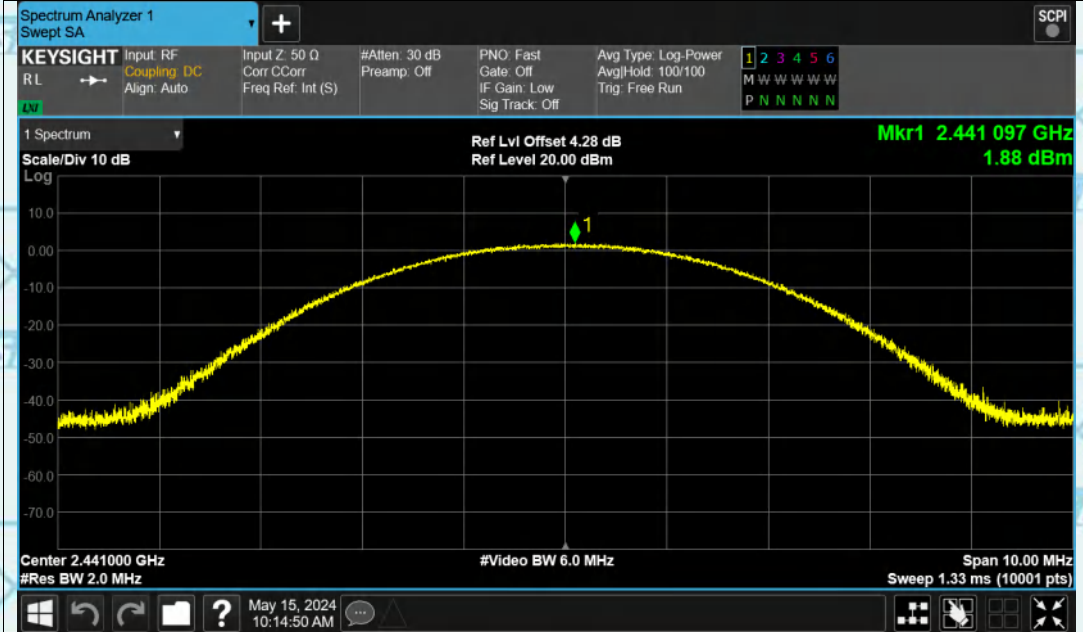 Spectrum Analyzer 1
Swept SA
+
SCPI
KEYSIGHT
RL
LXI
Input: RF
Coupling: DC
Align: Auto
Input Z: 50 Ω
Corr CCorr
Freq Ref: Int (S)
#Atten: 30 dB
Preamp: Off
PNO: Fast
Gate: Off
IF Gain: Low
Sig Track: Off
Avg Type: Log-Power
Avg|Hold: 100/100
Trig: Free Run
1 2 3 4 5 6
M W W W W W
P N N N N N
1 Spectrum
Scale/Div 10 dB
Log
Ref Lvl Offset 4.28 dB
Ref Level 20.00 dBm
Mkr1 2.441 097 GHz
1.88 dBm
1
10.0
0.00
-10.0
-20.0
-30.0
-40.0
-50.0
-60.0
-70.0
Center 2.441000 GHz
#Res BW 2.0 MHz
#Video BW 6.0 MHz
Span 10.00 MHz
Sweep 1.33 ms (10001 pts)
?
May 15, 2024
10:14:50 AM